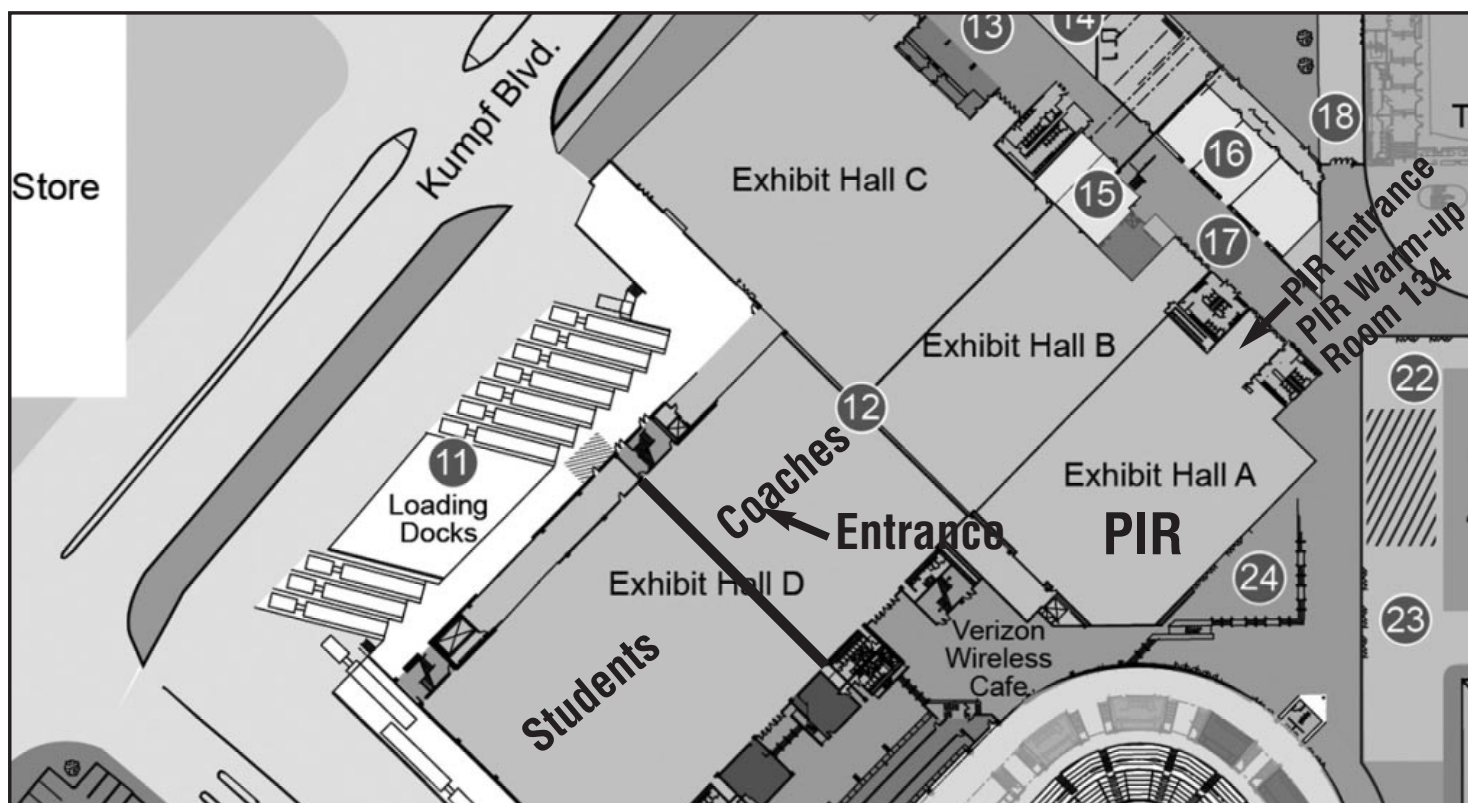 13
14
Kumpf Blvd.
Store
18
16
15
Exhibit Hall C
17
PIR Entrance
PIR Warm-up
Room 134
Exhibit Hall B
22
12
11
Loading
Docks
Coaches
Entrance
Exhibit Hall A
PIR
Exhibit Hall D
24
23
Verizon
Wireless
Cafe
Students
T